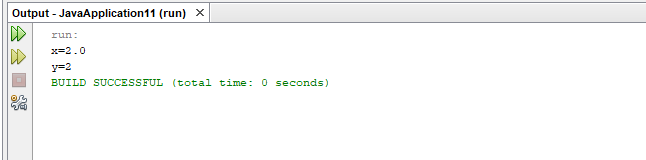 Output - JavaApplication11 (run) ×
run:
x=2.0
y=2
BUILD SUCCESSFUL (total time: 0 seconds)